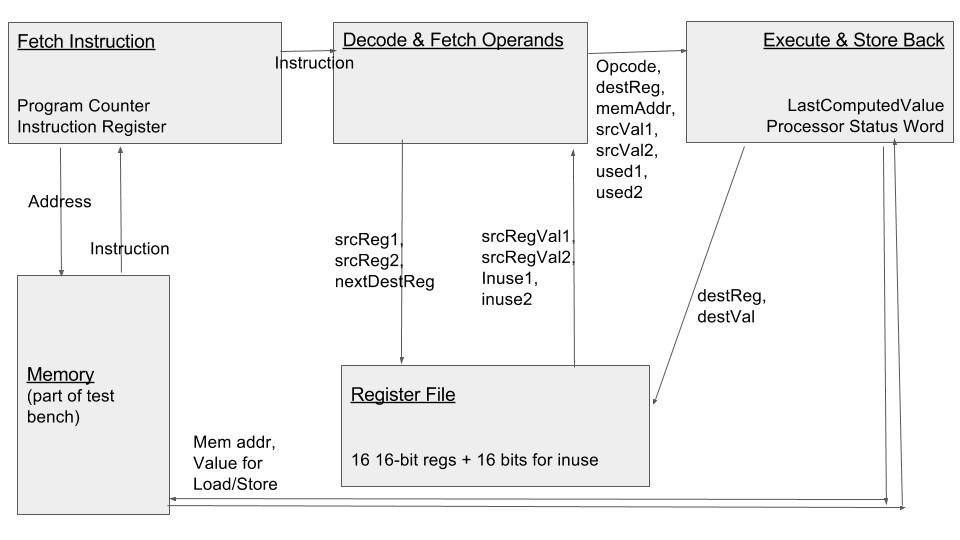 Fetch Instruction
Program Counter
Instruction Register
Instruction
Decode & Fetch Operands
Opcode,
destReg,
memAddr,
srcVal1,
srcVal2,
used1,
used2
Execute & Store Back
LastComputedValue
Processor Status Word
Address
Instruction
srcReg1,
srcReg2,
nextDestReg
srcRegVal1,
srcRegVal2,
Inuse1,
inuse2
destReg,
destVal
Memory
(part of test
bench)
Register File
16 16-bit regs + 16 bits for inuse
Mem addr,
Value for
Load/Store